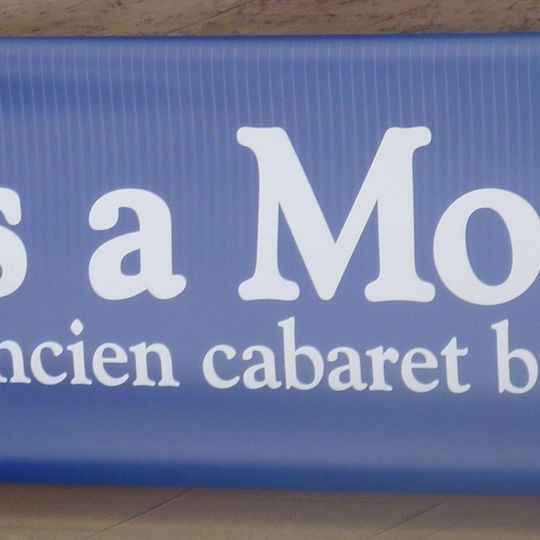 s a Mo
ncien cabaret b